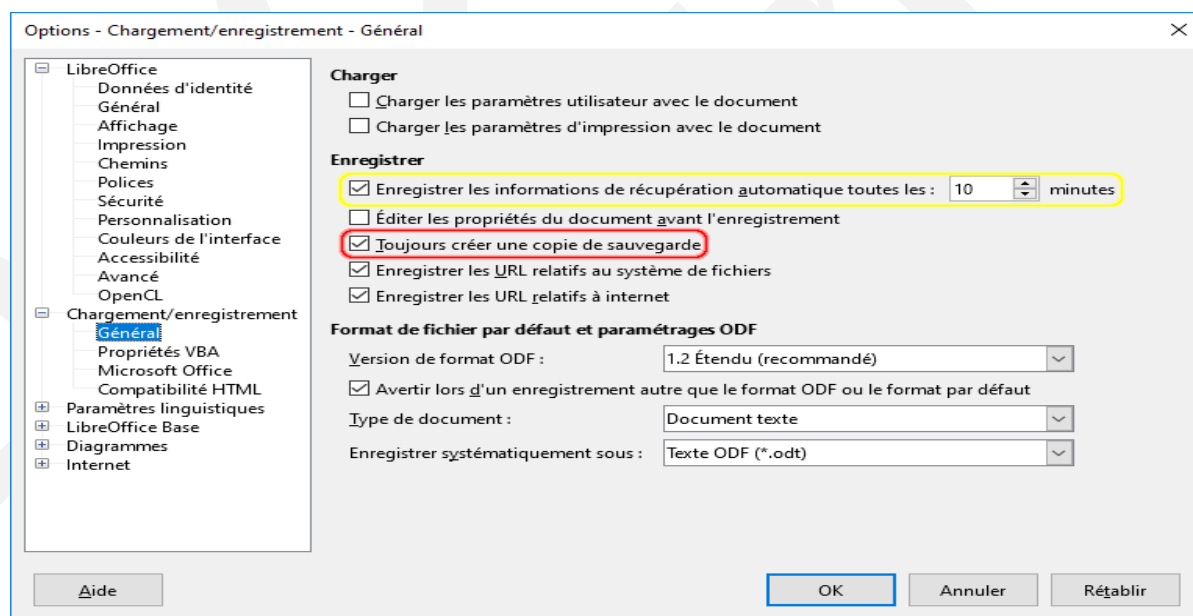 Options - Chargement/enregistrement - Général
LibreOffice
Données d'identité
Général
Affichage
Impression
Chemins
Polices
Sécurité
Personnalisation
Couleurs de l'interface
Accessibilité
Avancé
OpenCL
Chargement/enregistrement
Général
Propriétés VBA
Microsoft Office
Compatibilité HTML
Paramètres linguistiques
LibreOffice Base
Diagrammes
Internet
Charger
Charger les paramètres utilisateur avec le document
Charger les paramètres d'impression avec le document
Enregistrer
Enregistrer les informations de récupération automatique toutes les : 10 minutes
Éditer les propriétés du document avant l'enregistrement
Toujours créer une copie de sauvegarde
Enregistrer les URL relatifs au système de fichiers
Enregistrer les URL relatifs à internet
Format de fichier par défaut et paramétrages ODF
Version de format ODF : 1.2 Étendu (recommandé)
Avertir lors d'un enregistrement autre que le format ODF ou le format par défaut
Type de document : Document texte
Enregistrer systématiquement sous : Texte ODF (*.odt)
Aide OK Annuler Rétablir